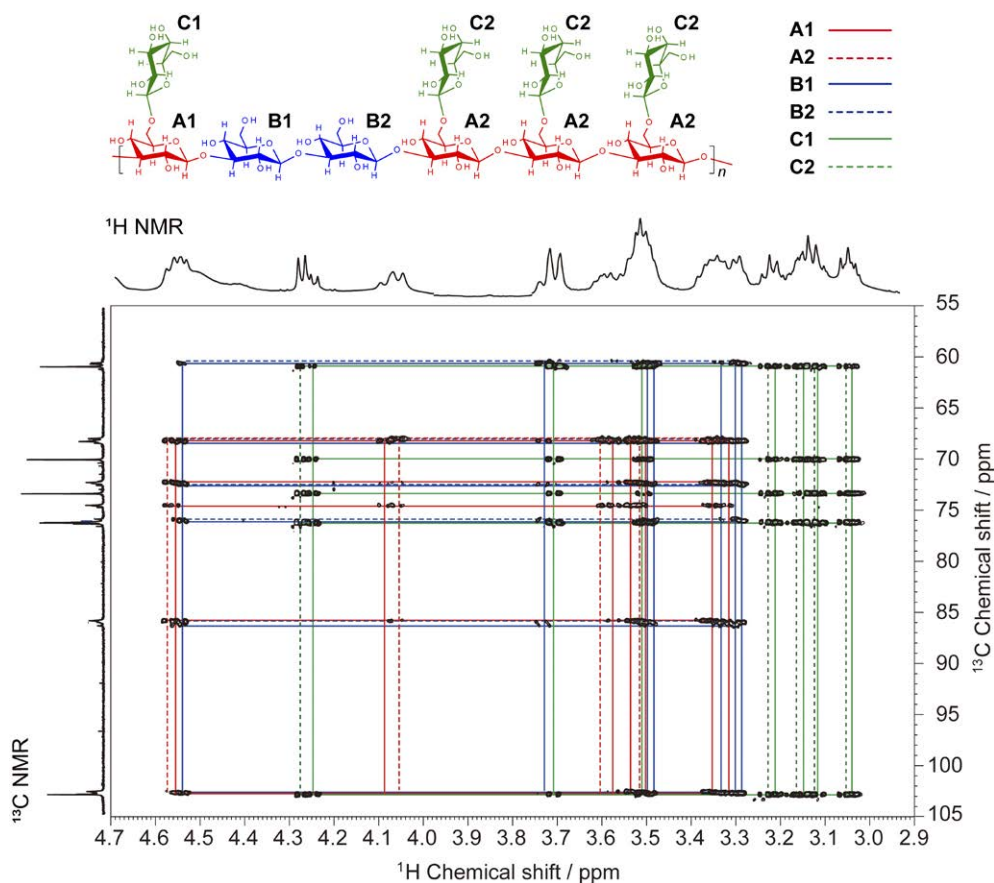 C1 C2 C2 C2
A1 B1 B2 A2 A2 A2
n
A1
A2
B1
B2
C1
C2
¹H NMR
55
60
65
70
75
80
85
90
95
100
105
¹³C Chemical shift / ppm
¹³C NMR
4.7 4.6 4.5 4.4 4.3 4.2 4.1 4.0 3.9 3.8 3.7 3.6 3.5 3.4 3.3 3.2 3.1 3.0 2.9
¹H Chemical shift / ppm